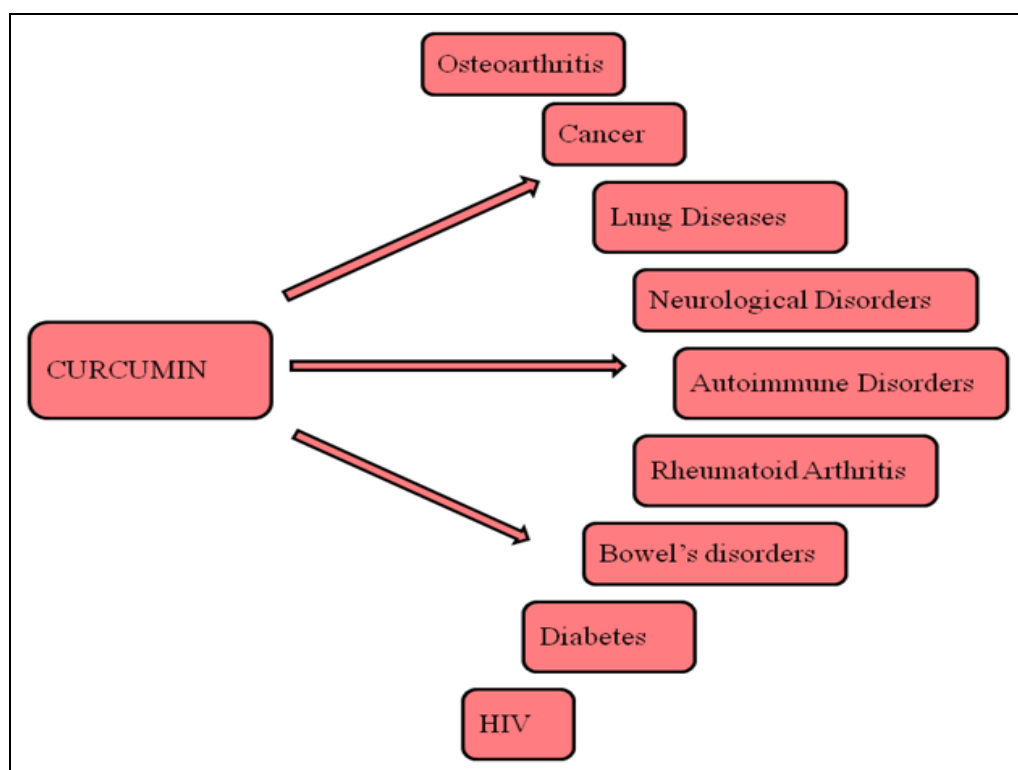 Osteoarthritis
Cancer
Lung Diseases
Neurological Disorders
CURCUMIN
Autoimmune Disorders
Rheumatoid Arthritis
Bowel’s disorders
Diabetes
HIV